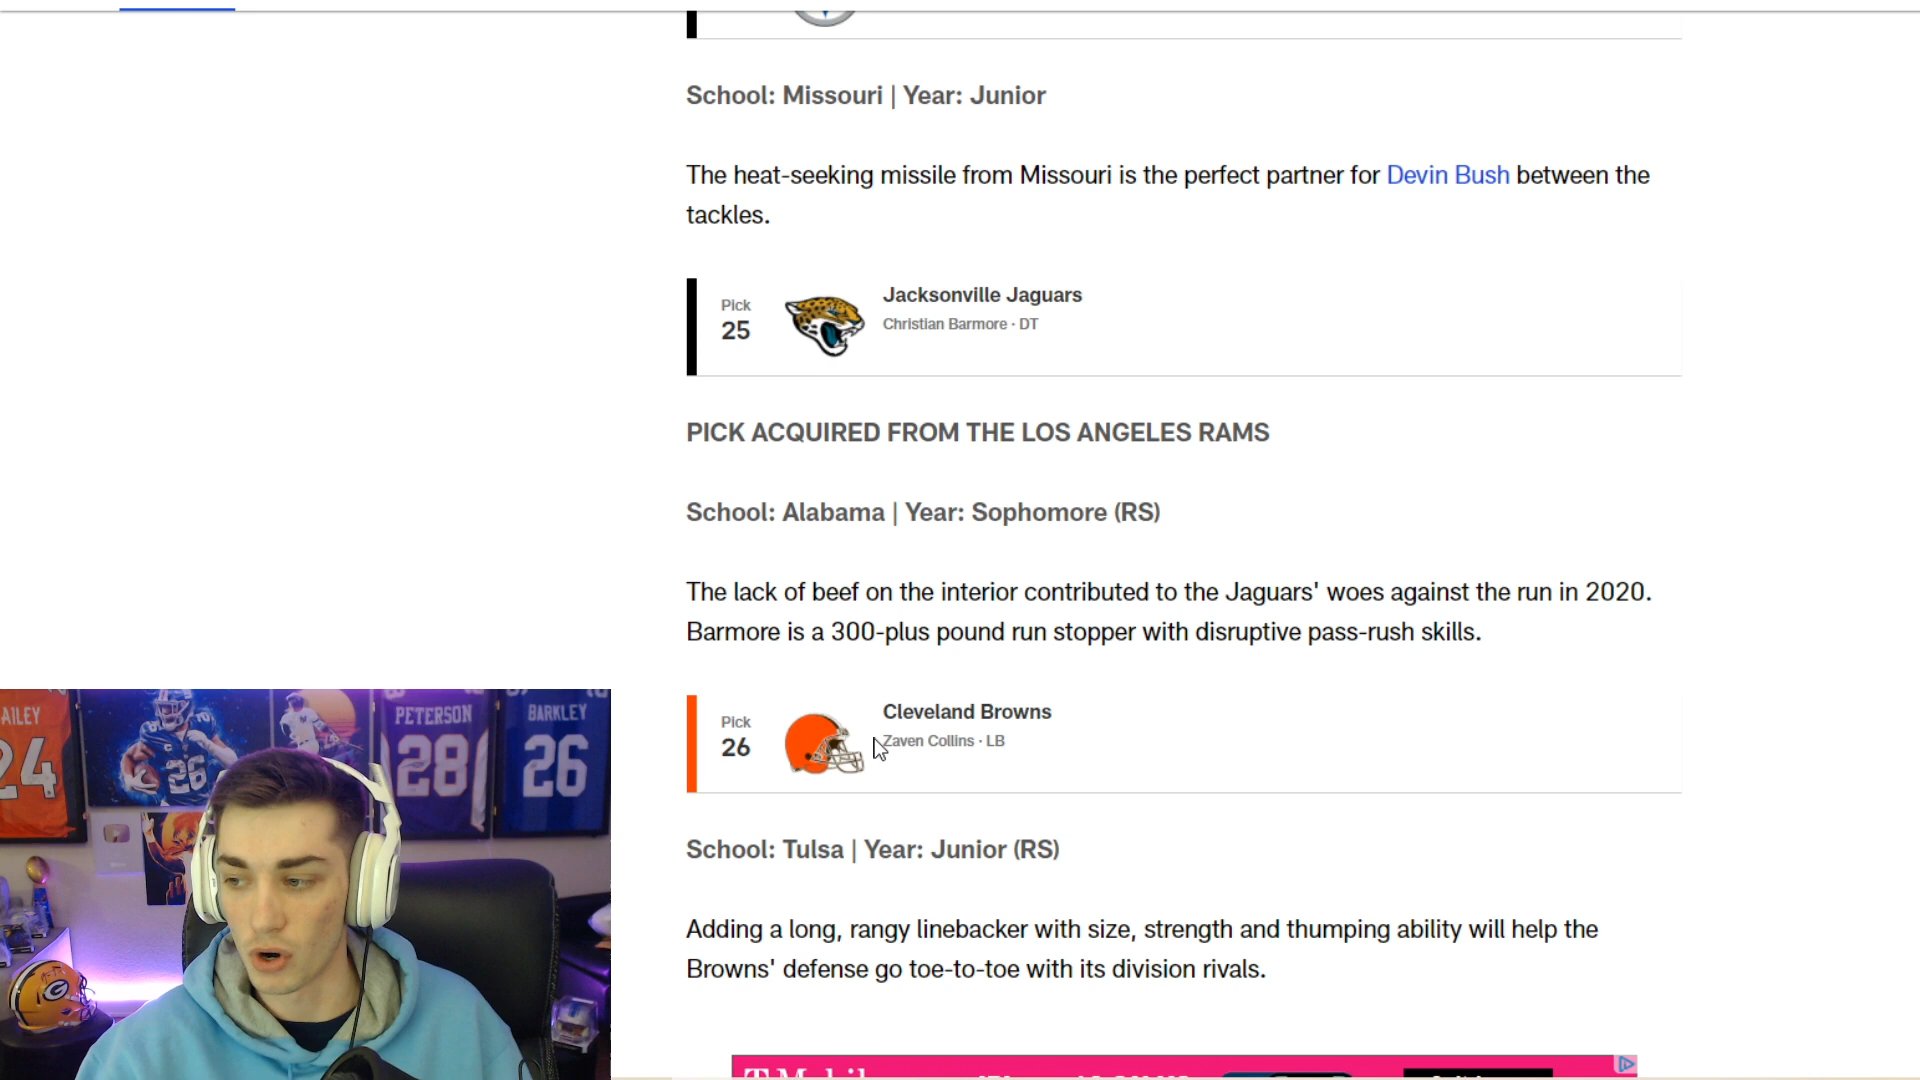 School: Missouri | Year: Junior
The heat-seeking missile from Missouri is the perfect partner for Devin Bush between the
tackles.
Pick
25
Jacksonville Jaguars
Christian Barmore · DT
PICK ACQUIRED FROM THE LOS ANGELES RAMS
School: Alabama | Year: Sophomore (RS)
The lack of beef on the interior contributed to the Jaguars' woes against the run in 2020.
Barmore is a 300-plus pound run stopper with disruptive pass-rush skills.
Pick
26
Cleveland Browns
Zaven Collins · LB
School: Tulsa | Year: Junior (RS)
Adding a long, rangy linebacker with size, strength and thumping ability will help the
Browns' defense go toe-to-toe with its division rivals.
AILEY
24
26
PETERSON
28
BARKLEY
26
G